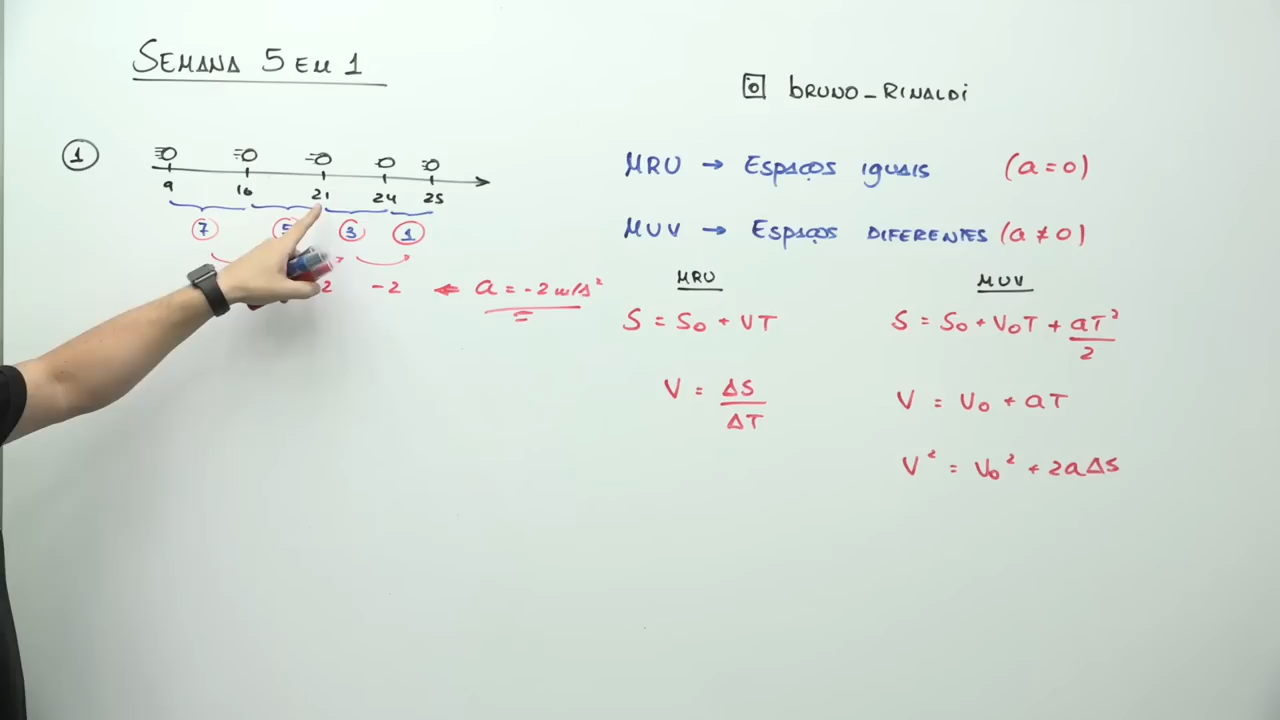 SEMANA 5 EM 1
bruno_RINALDI
1
9 16 21 24 25
7 5 3 1
2 -2 ← a = -2 m/s²
MRU → ESPAÇOS IGUAIS (a = 0)
MUV → ESPAÇOS DIFERENTES (a ≠ 0)
MRU
S = S₀ + VT
V = ΔS/ΔT
MUV
S = S₀ + V₀T + aT²/2
V = V₀ + aT
V² = V₀² + 2aΔS